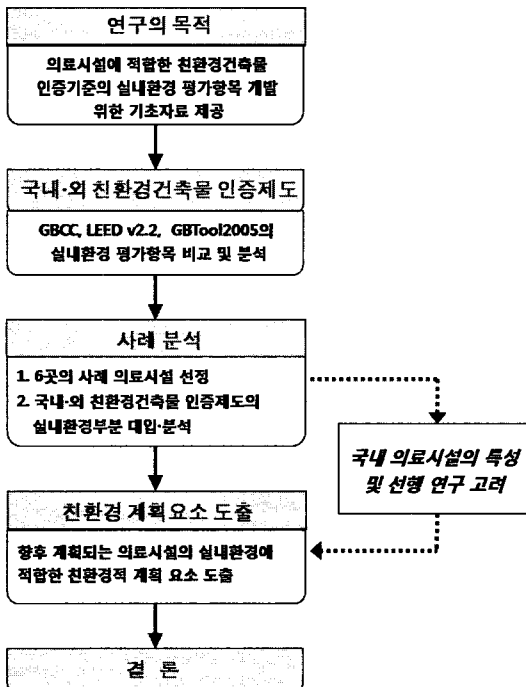 연구의 목적
의료시설에 적합한 친환경건축물
인증기준의 실내환경 평가항목 개발
위한 기초자료 제공
국내·외 친환경건축물 인증제도
GBCC, LEED v2.2, GBTool2005의
실내환경 평가항목 비교 및 분석
사례 분석
1. 6곳의 사례 의료시설 선정
2. 국내·외 친환경건축물 인증제도의
실내환경부분 대입·분석
국내 의료시설의 특성
및 선행 연구 고려
친환경 계획요소 도출
향후 계획되는 의료시설의 실내환경에
적합한 친환경적 계획 요소 도출
결 론